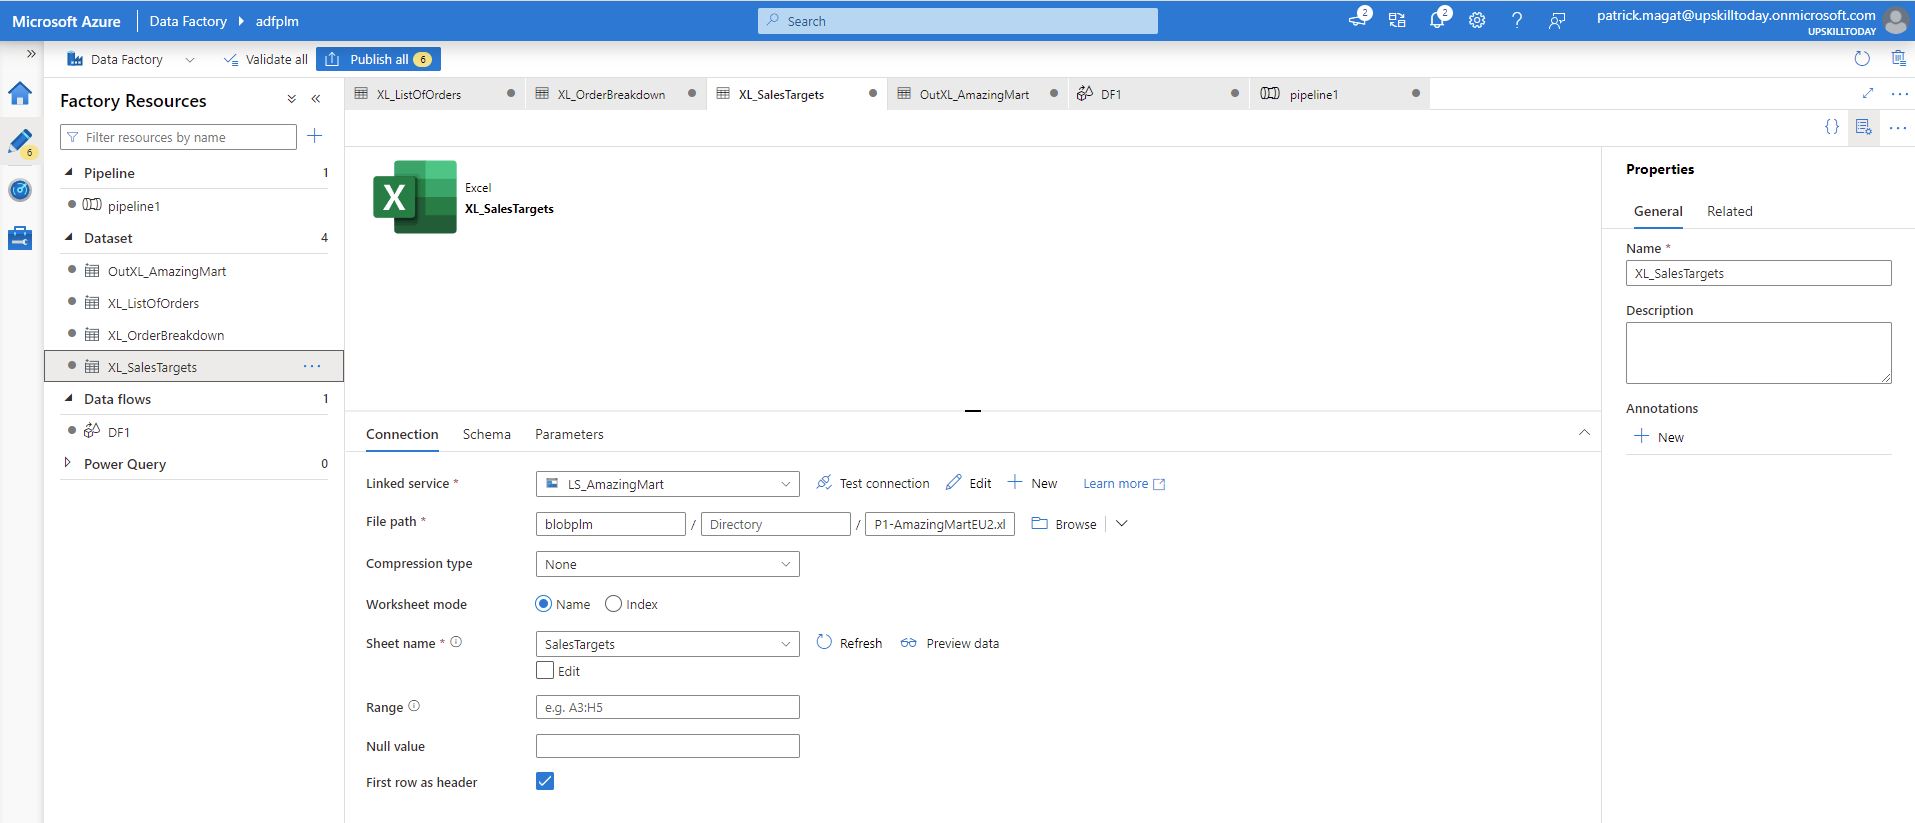 Microsoft Azure | Data Factory ▸ adfplm
Search
2
2
patrick.magat@upskilltoday.onmicrosoft.com
UPSKILLTODAY
Data Factory
Validate all
Publish all 6
6
Factory Resources
Filter resources by name
Pipeline 1
pipeline1
Dataset 4
OutXL_AmazingMart
XL_ListOfOrders
XL_OrderBreakdown
XL_SalesTargets ...
Data flows 1
DF1
Power Query 0
XL_ListOfOrders
XL_OrderBreakdown
XL_SalesTargets
OutXL_AmazingMart
DF1
pipeline1
Excel
XL_SalesTargets
Connection Schema Parameters
Linked service * LS_AmazingMart Test connection Edit New Learn more
File path * blobplm / Directory / P1-AmazingMartEU2.xl Browse
Compression type None
Worksheet mode Name Index
Sheet name * SalesTargets Refresh Preview data
Edit
Range e.g. A3:H5
Null value
First row as header
Properties
General Related
Name *
XL_SalesTargets
Description
Annotations
New